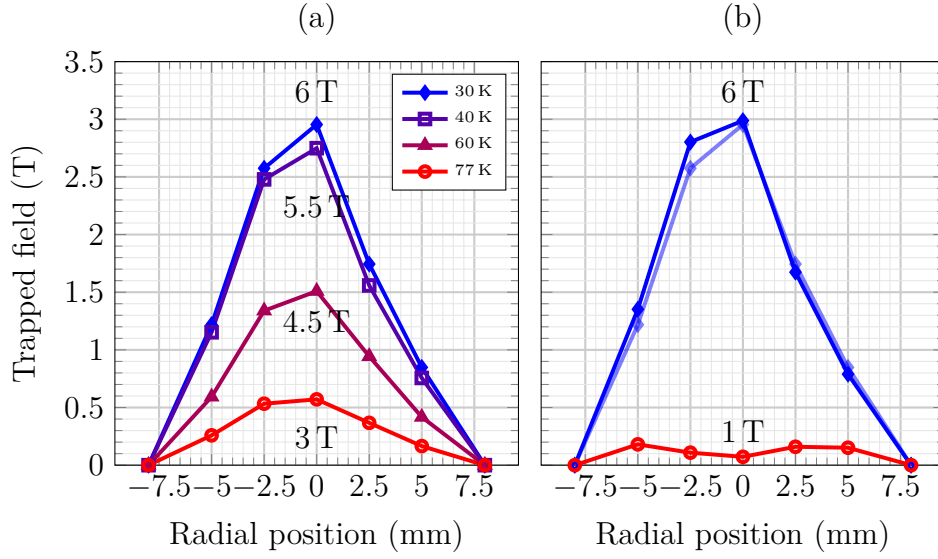 (a)
(b)
Trapped field (T)
3.5
3
2.5
2
1.5
1
0.5
0
6 T
5.5 T
4.5 T
3 T
30 K
40 K
60 K
77 K
6 T
1 T
−7.5 −5 −2.5 0 2.5 5 7.5
−7.5 −5 −2.5 0 2.5 5 7.5
Radial position (mm)
Radial position (mm)